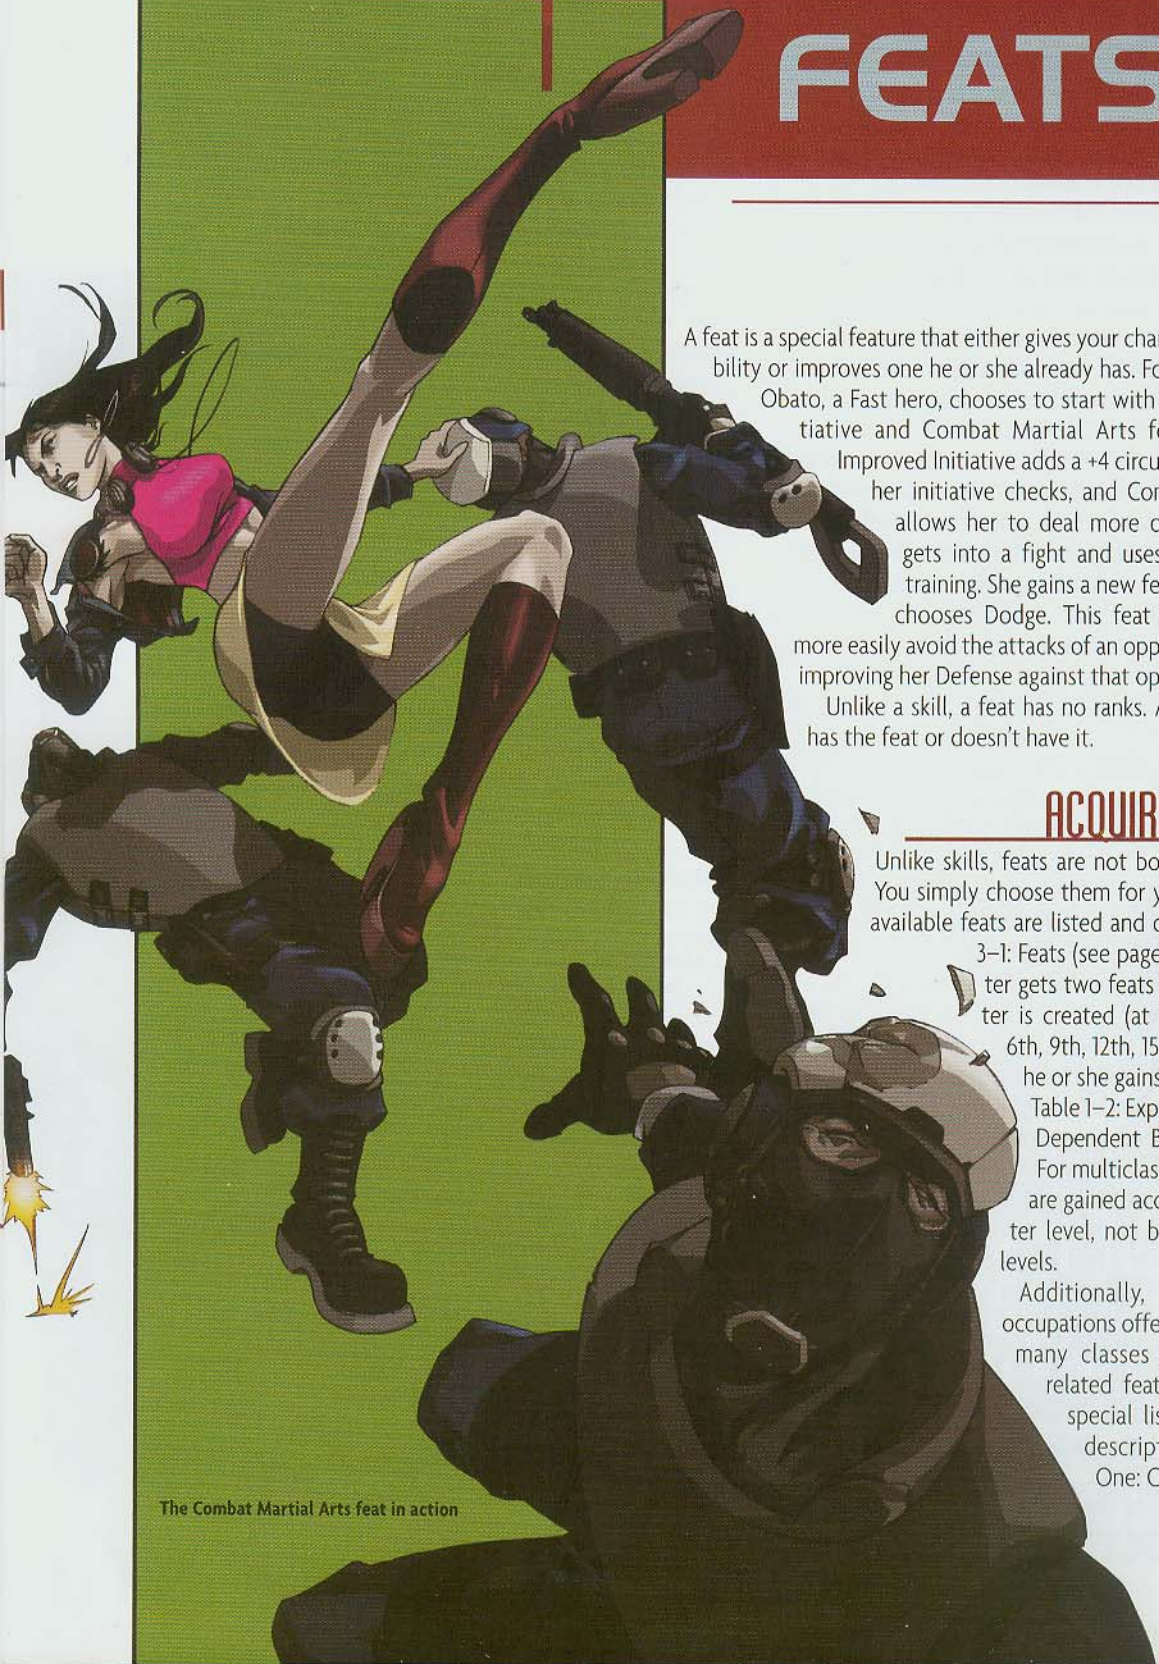 FEATS
A feat is a special feature that either gives your char
bility or improves one he or she already has. Fo
Obato, a Fast hero, chooses to start with
tiative and Combat Martial Arts fe
Improved Initiative adds a +4 circu
her initiative checks, and Com
allows her to deal more d
gets into a fight and uses
training. She gains a new fe
chooses Dodge. This feat
more easily avoid the attacks of an opp
improving her Defense against that op
Unlike a skill, a feat has no ranks. A
has the feat or doesn't have it.
ACQUIR
Unlike skills, feats are not bo
You simply choose them for y
available feats are listed and d
3–1: Feats (see page
ter gets two feats
ter is created (at
6th, 9th, 12th, 15
he or she gains
Table 1–2: Exp
Dependent B
For multiclas
are gained acc
ter level, not b
levels.
Additionally,
occupations offe
many classes
related feat
special lis
descript
One: C
The Combat Martial Arts feat in action